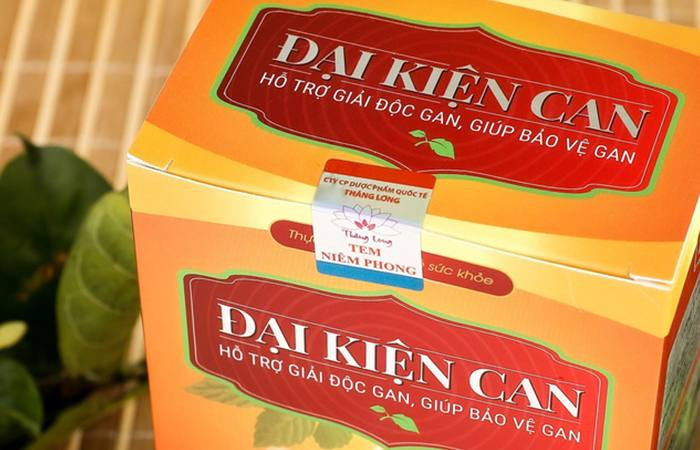 ĐẠI KIỆN CAN
HỖ TRỢ GIẢI ĐỘC GAN, GIÚP BẢO VỆ GAN
CTY CP DƯỢC PHẨM QUỐC TẾ
THĂNG LONG
Thăng Long
TEM
NIÊM PHONG
sức khỏe
ĐẠI KIỆN CAN
HỖ TRỢ GIẢI ĐỘC GAN, GIÚP BẢO VỆ GAN